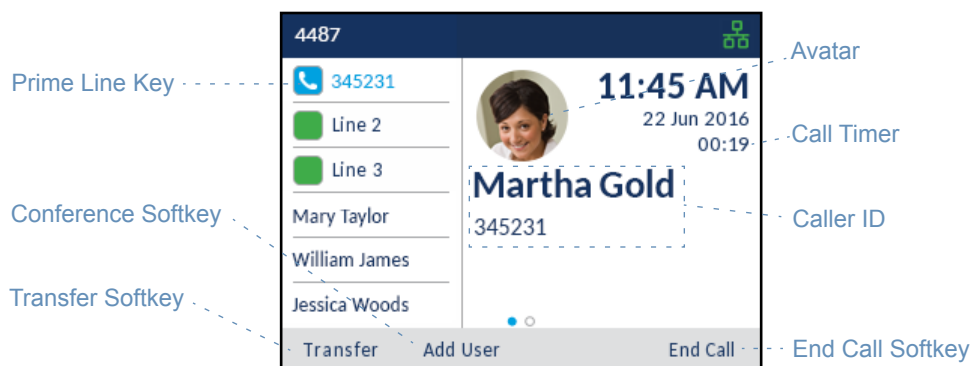 4487
Prime Line Key
345231
Line 2
Line 3
Mary Taylor
William James
Jessica Woods
11:45 AM
22 Jun 2016
00:19
Martha Gold
345231
Avatar
Call Timer
Caller ID
Conference Softkey
Transfer Softkey
Transfer Add User End Call
End Call Softkey